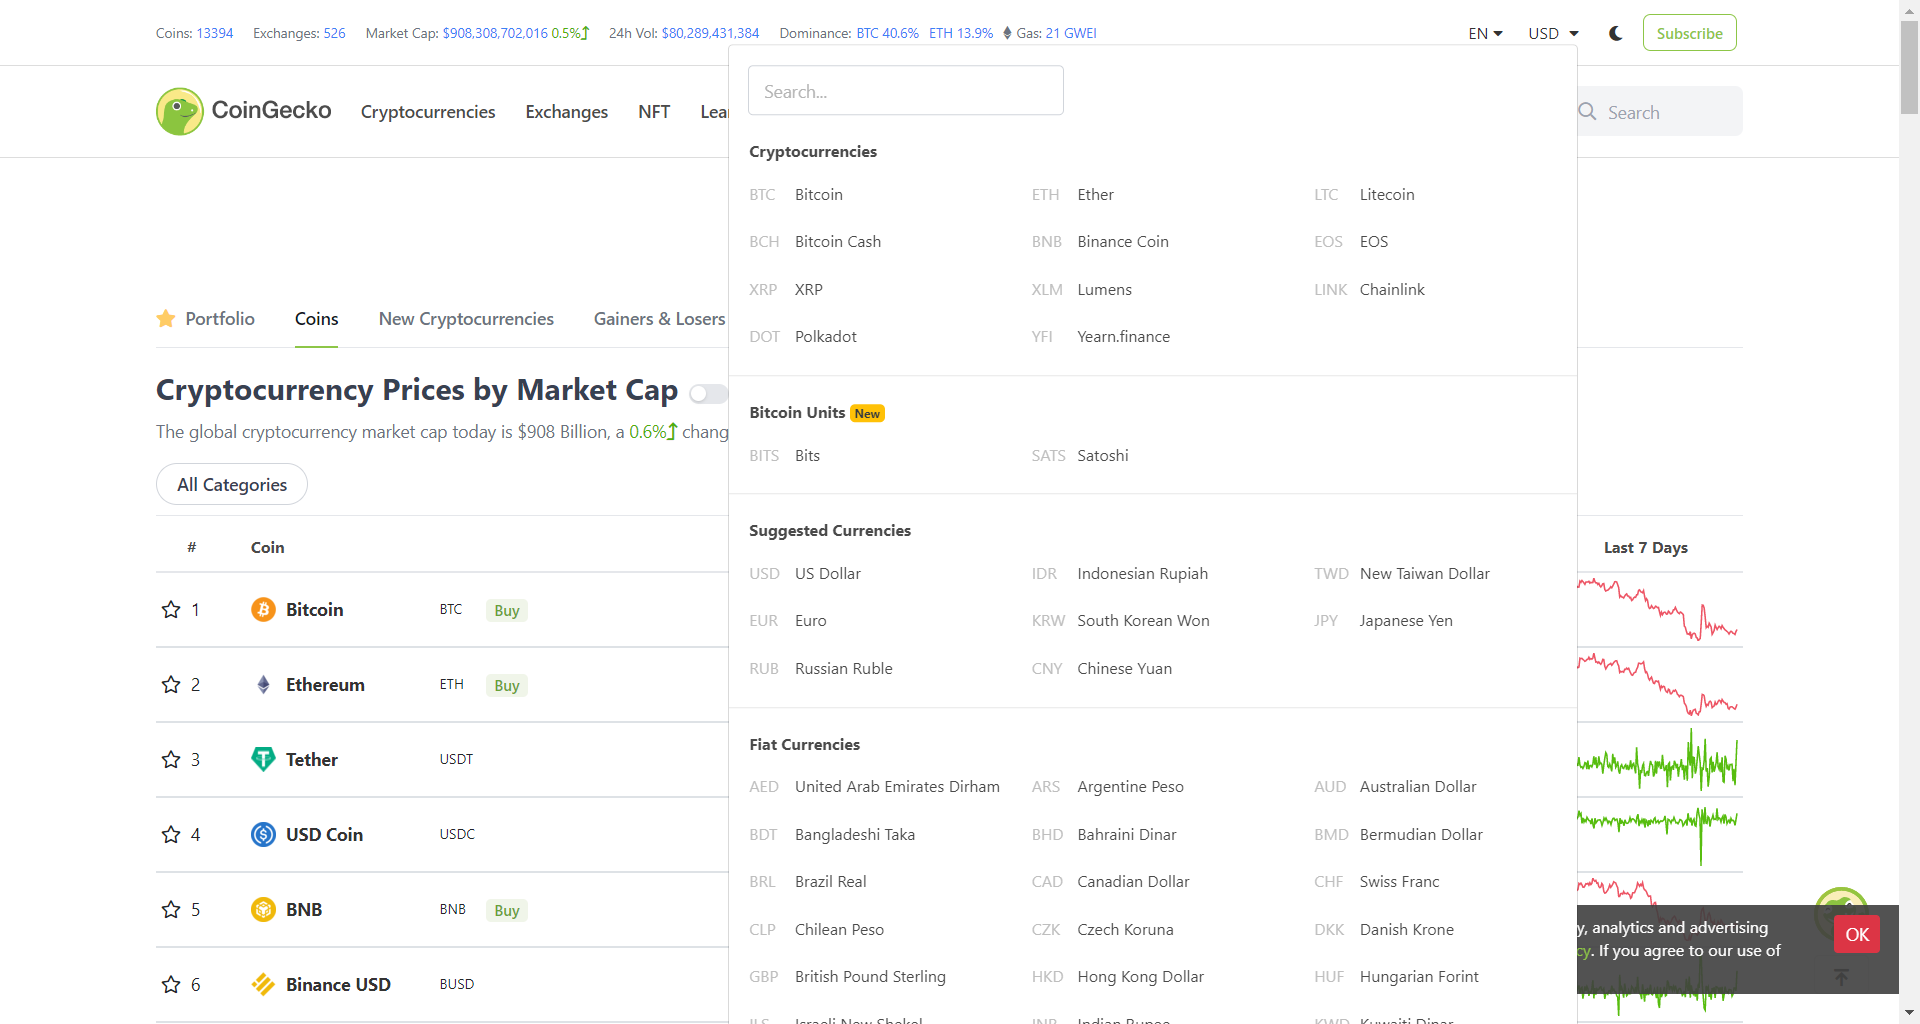 Coins: 13394 Exchanges: 526 Market Cap: $908,308,702,016 0.5% 24h Vol: $80,289,431,384 Dominance: BTC 40.6% ETH 13.9% Gas: 21 GWEI EN USD Subscribe
CoinGecko Cryptocurrencies Exchanges NFT Search
Search...
Cryptocurrencies
BTC Bitcoin ETH Ether LTC Litecoin
BCH Bitcoin Cash BNB Binance Coin EOS EOS
XRP XRP XLM Lumens LINK Chainlink
DOT Polkadot YFI Yearn.finance
Portfolio Coins New Cryptocurrencies Gainers & Losers
Cryptocurrency Prices by Market Cap
The global cryptocurrency market cap today is $908 Billion, a 0.6% chang
All Categories
Bitcoin Units New
BITS Bits SATS Satoshi
Suggested Currencies
USD US Dollar IDR Indonesian Rupiah TWD New Taiwan Dollar
EUR Euro KRW South Korean Won JPY Japanese Yen
RUB Russian Ruble CNY Chinese Yuan
Fiat Currencies
AED United Arab Emirates Dirham ARS Argentine Peso AUD Australian Dollar
BDT Bangladeshi Taka BHD Bahraini Dinar BMD Bermudian Dollar
BRL Brazil Real CAD Canadian Dollar CHF Swiss Franc
CLP Chilean Peso CZK Czech Koruna DKK Danish Krone
GBP British Pound Sterling HKD Hong Kong Dollar HUF Hungarian Forint
# Coin Last 7 Days
1 Bitcoin BTC Buy
2 Ethereum ETH Buy
3 Tether USDT
4 USD Coin USDC
5 BNB BNB Buy
6 Binance USD BUSD
y, analytics and advertising
cy. If you agree to our use of
OK